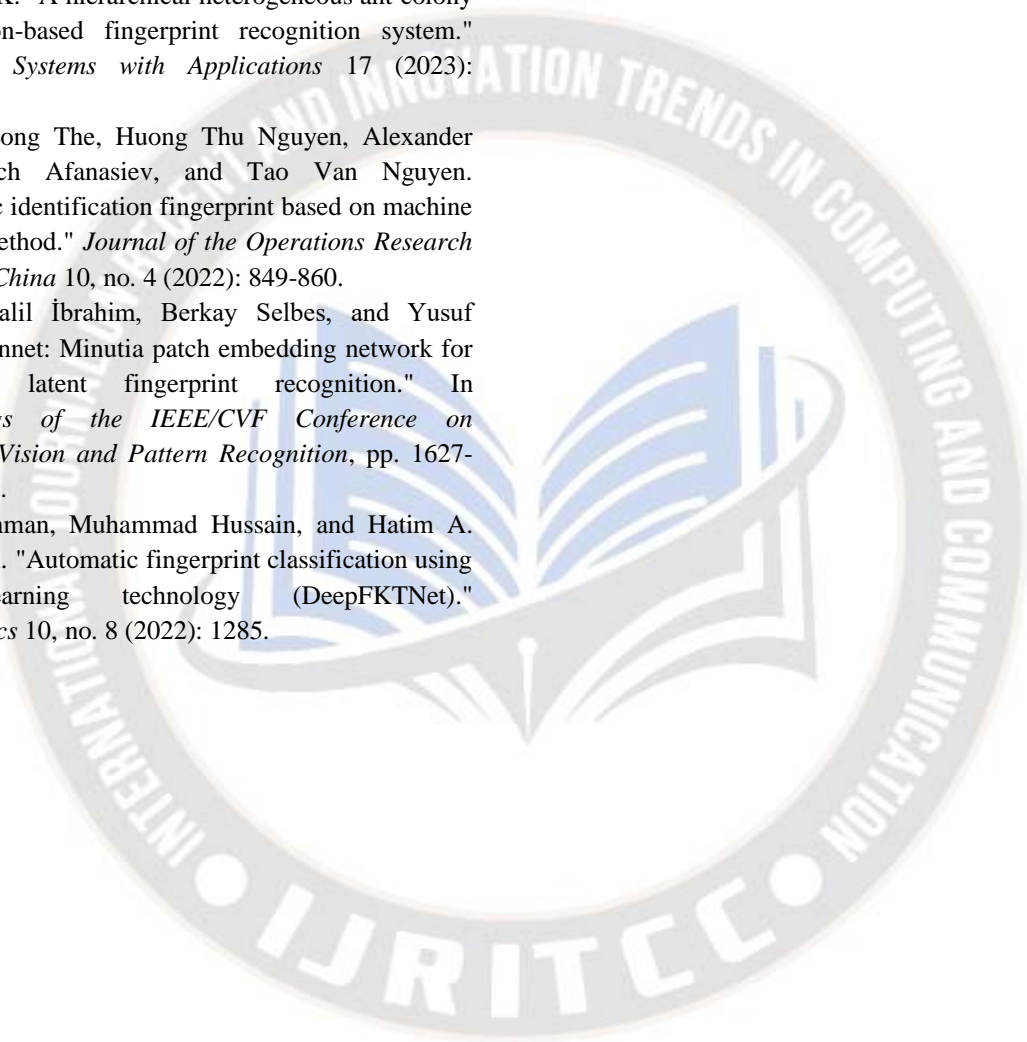 K. "A hierarchical heterogeneous ant colony
on-based fingerprint recognition system."
Systems with Applications 17 (2023):
ong The, Huong Thu Nguyen, Alexander
ch Afanasiev, and Tao Van Nguyen.
c identification fingerprint based on machine
ethod." Journal of the Operations Research
China 10, no. 4 (2022): 849-860.
alil İbrahim, Berkay Selbes, and Yusuf
nnet: Minutia patch embedding network for
latent fingerprint recognition." In
s of the IEEE/CVF Conference on
Vision and Pattern Recognition, pp. 1627-
.
man, Muhammad Hussain, and Hatim A.
. "Automatic fingerprint classification using
earning technology (DeepFKTNet)."
cs 10, no. 8 (2022): 1285.
INTERNATIONAL JOURNAL OF RECENT AND INNOVATION TRENDS IN COMPUTING AND COMMUNICATION
IJRITCC